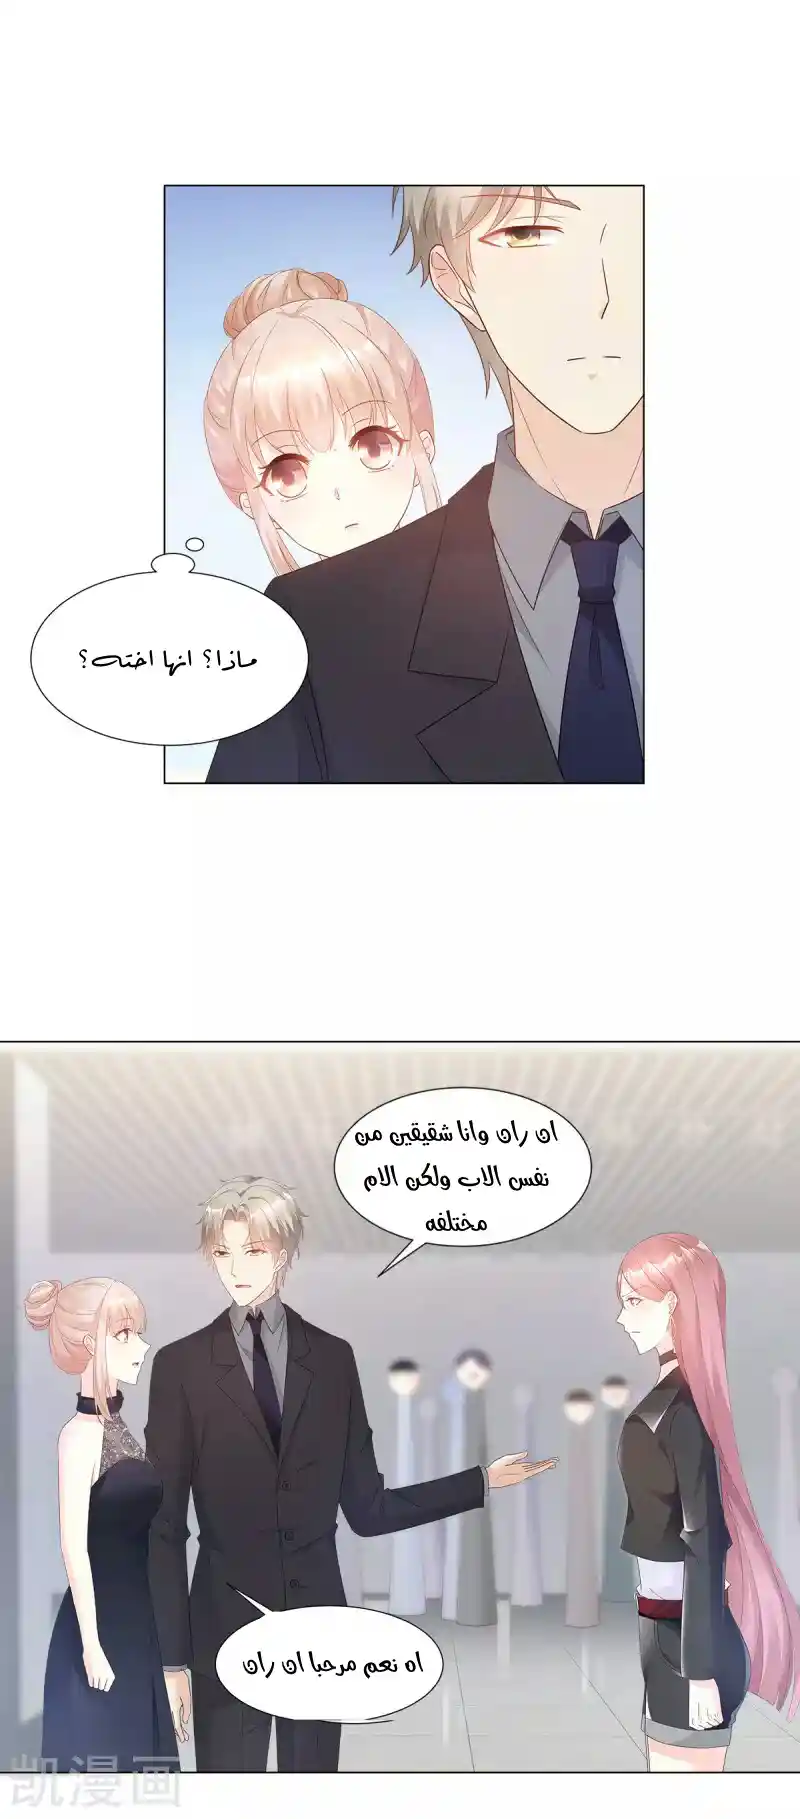 ماذا؟ انها اخته؟
ان ران وانا شقيقين من
نفس الاب ولكن الام
مختلفه
اه نعم مرحبا ان ران
凯漫画